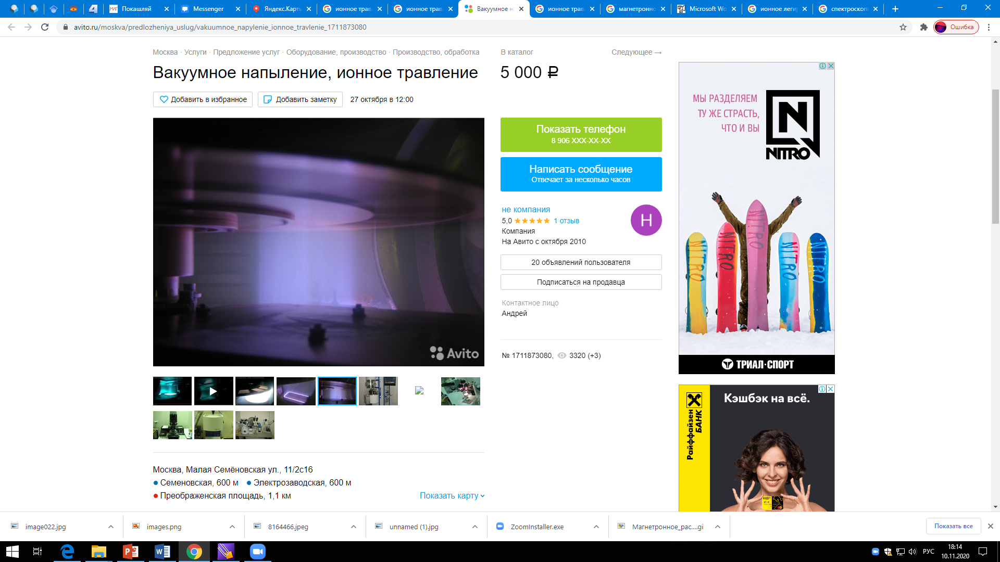 Покашляй
Messenger
Яндекс.Карть
ионное трав
ионное трав
Вакуумное н
ионное трав
магнетронн
Microsoft Wo
ионное леги
спектроскоп
avito.ru/moskva/predlozheniya_uslug/vakuumnoe_napylenie_ionnoe_travlenie_1711873080
Ошибка
Москва · Услуги · Предложение услуг · Оборудование, производство · Производство, обработка
В каталог
Следующее →
Вакуумное напыление, ионное травление
5 000 ₽
Добавить в избранное
Добавить заметку
27 октября в 12:00
Показать телефон
8 906 XXX-XX-XX
Написать сообщение
Отвечает за несколько часов
не компания
5,0 ★★★★★ 1 отзыв
Компания
На Авито с октября 2010
Н
20 объявлений пользователя
Подписаться на продавца
Контактное лицо
Андрей
№ 1711873080, 3320 (+3)
Avito
Москва, Малая Семёновская ул., 11/2с16
Семеновская, 600 м
Электрозаводская, 600 м
Преображенская площадь, 1,1 км
Показать карту
МЫ РАЗДЕЛЯЕМ
ТУ ЖЕ СТРАСТЬ,
ЧТО И ВЫ
N
NITRO
NITRO
NITRO
NITRO
NITRO
NITRO
ТРИАЛ·СПОРТ
Кэшбэк на всё.
Райффайзен
БАНК
image022.jpg
images.png
8164466.jpeg
unnamed (1).jpg
ZoomInstaller.exe
Магнетронное_рас....gi
Показать все
РУС
18:14
10.11.2020